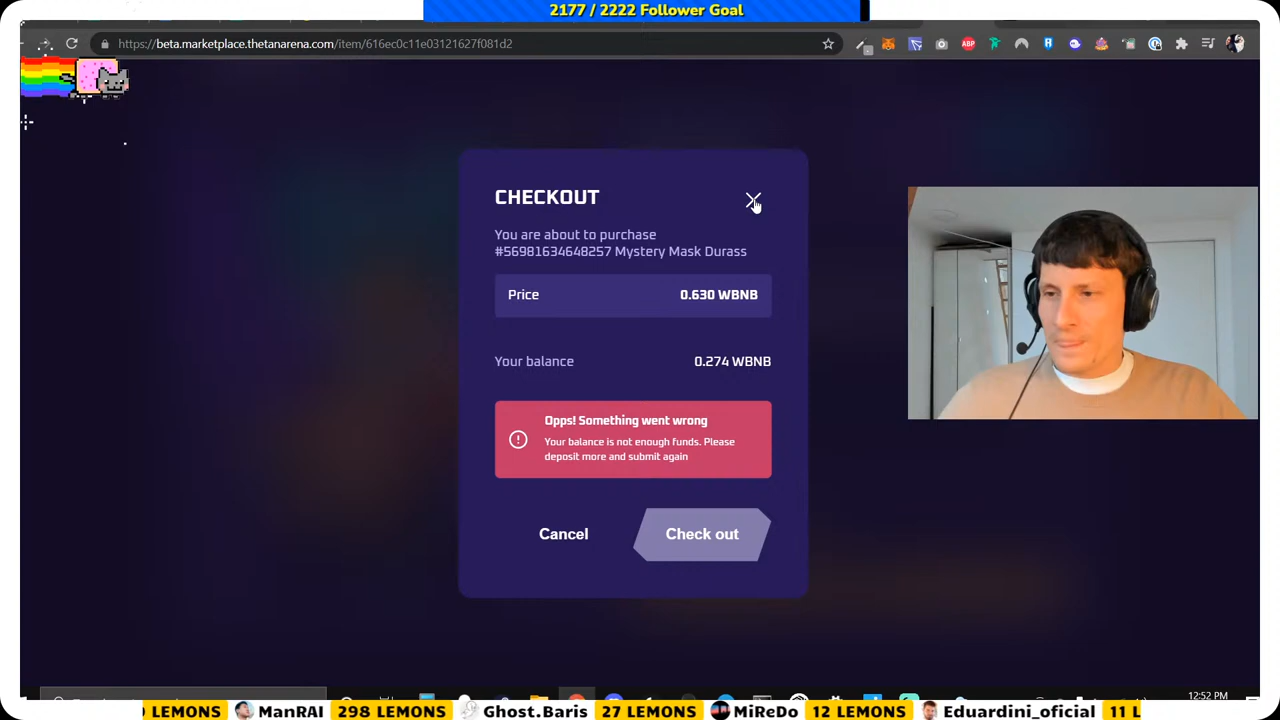 2177 / 2222 Follower Goal
https://beta.marketplace.thetanarena.com/item/616ec0c11e03121627f081d2
ABP
CHECKOUT
You are about to purchase
#56981634648257 Mystery Mask Durass
Price 0.630 WBNB
Your balance 0.274 WBNB
Opps! Something went wrong
Your balance is not enough funds. Please
deposit more and submit again
Cancel Check out
12:52 PM
LEMONS ManRAI 298 LEMONS Ghost.Baris 27 LEMONS MiReDo 12 LEMONS Eduardini_oficial 11 L